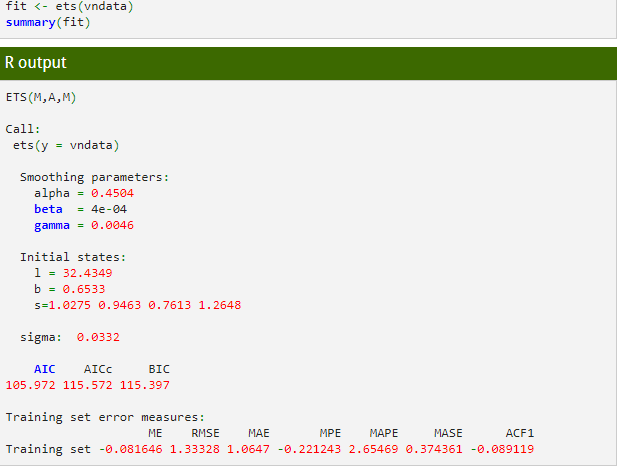 fit <- ets(vndata)
summary(fit)
R output
ETS(M,A,M)
Call:
ets(y = vndata)
Smoothing parameters:
alpha = 0.4504
beta = 4e-04
gamma = 0.0046
Initial states:
l = 32.4349
b = 0.6533
s=1.0275 0.9463 0.7613 1.2648
sigma: 0.0332
AIC AICc BIC
105.972 115.572 115.397
Training set error measures:
ME RMSE MAE MPE MAPE MASE ACF1
Training set -0.081646 1.33328 1.0647 -0.221243 2.65469 0.374361 -0.089119